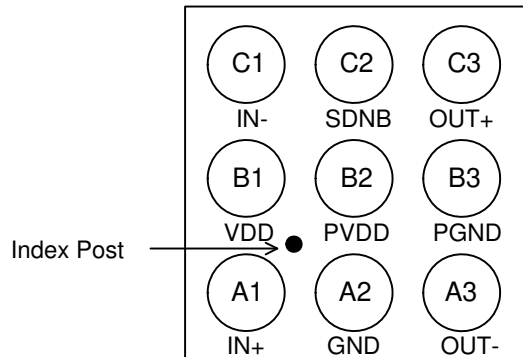 C1 C2 C3
IN- SDNB OUT+
B1 B2 B3
VDD PVDD PGND
Index Post
A1 A2 A3
IN+ GND OUT-